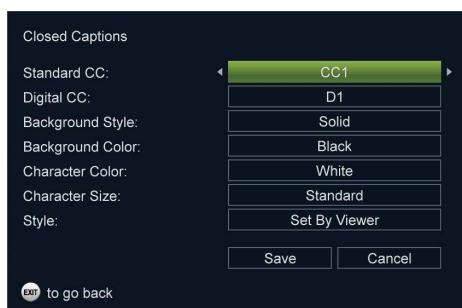 Closed Captions
Standard CC: CC1
Digital CC: D1
Background Style: Solid
Background Color: Black
Character Color: White
Character Size: Standard
Style: Set By Viewer
Save Cancel
EXIT to go back